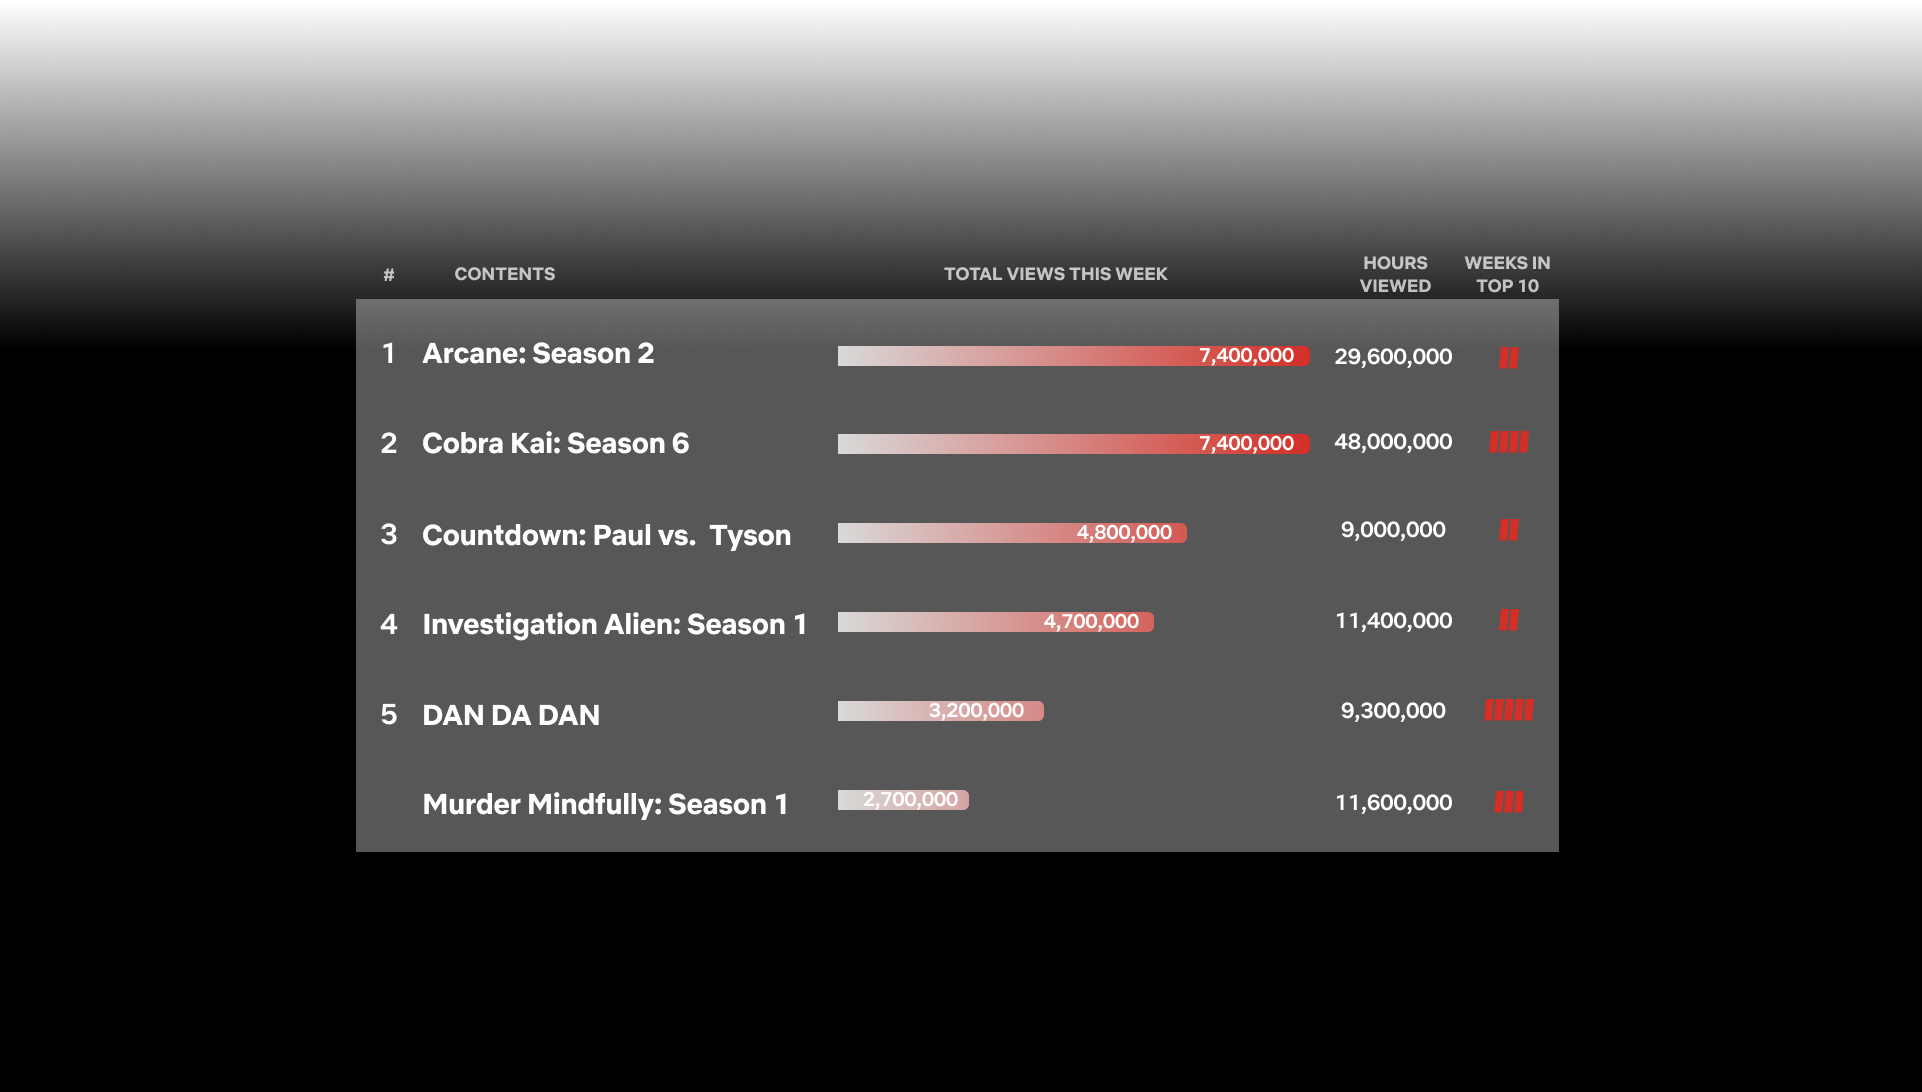 # CONTENTS TOTAL VIEWS THIS WEEK HOURS VIEWED WEEKS IN TOP 10
1 Arcane: Season 2 7,400,000 29,600,000
2 Cobra Kai: Season 6 7,400,000 48,000,000
3 Countdown: Paul vs. Tyson 4,800,000 9,000,000
4 Investigation Alien: Season 1 4,700,000 11,400,000
5 DAN DA DAN 3,200,000 9,300,000
Murder Mindfully: Season 1 2,700,000 11,600,000